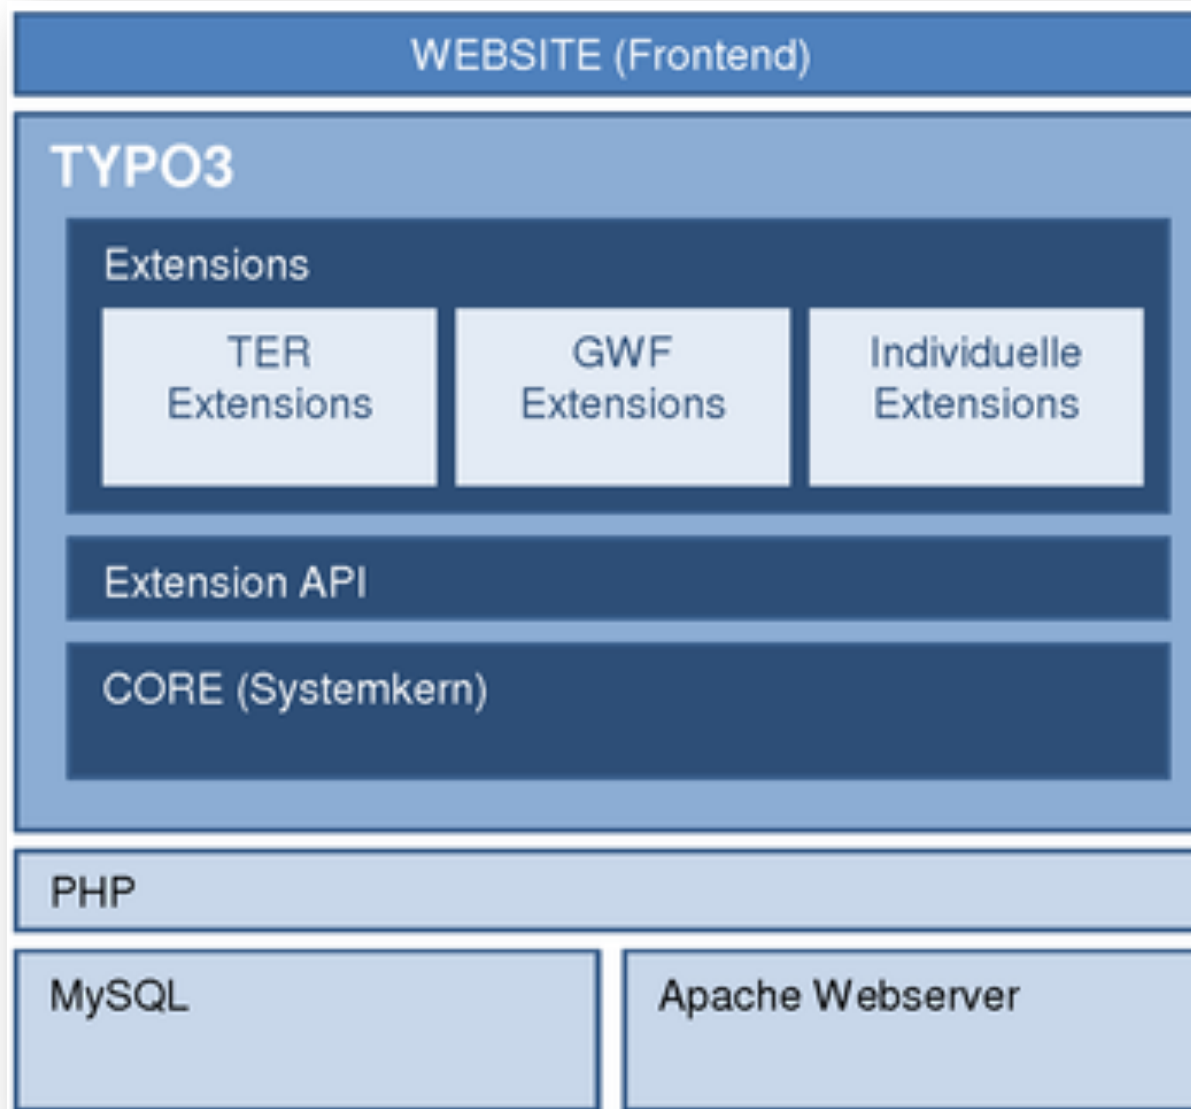 WEBSITE (Frontend)
TYPO3
Extensions
TER
Extensions
GWF
Extensions
Individuelle
Extensions
Extension API
CORE (Systemkern)
PHP
MySQL
Apache Webserver